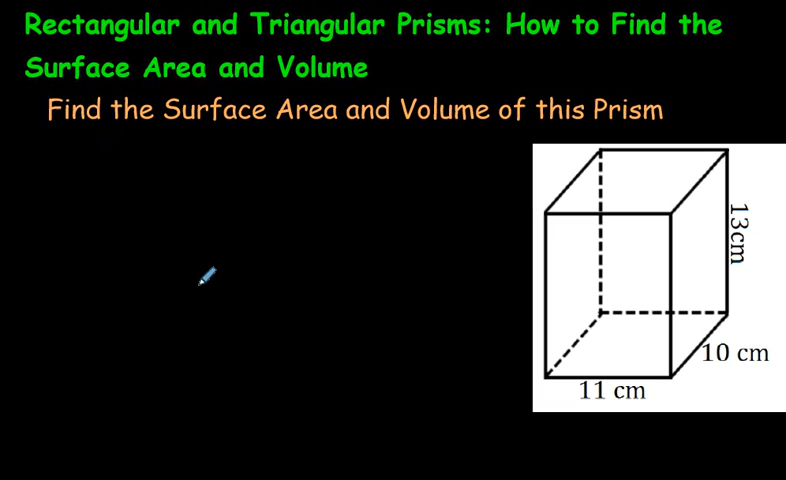 Rectangular and Triangular Prisms: How to Find the
Surface Area and Volume
Find the Surface Area and Volume of this Prism
13cm
10 cm
11 cm